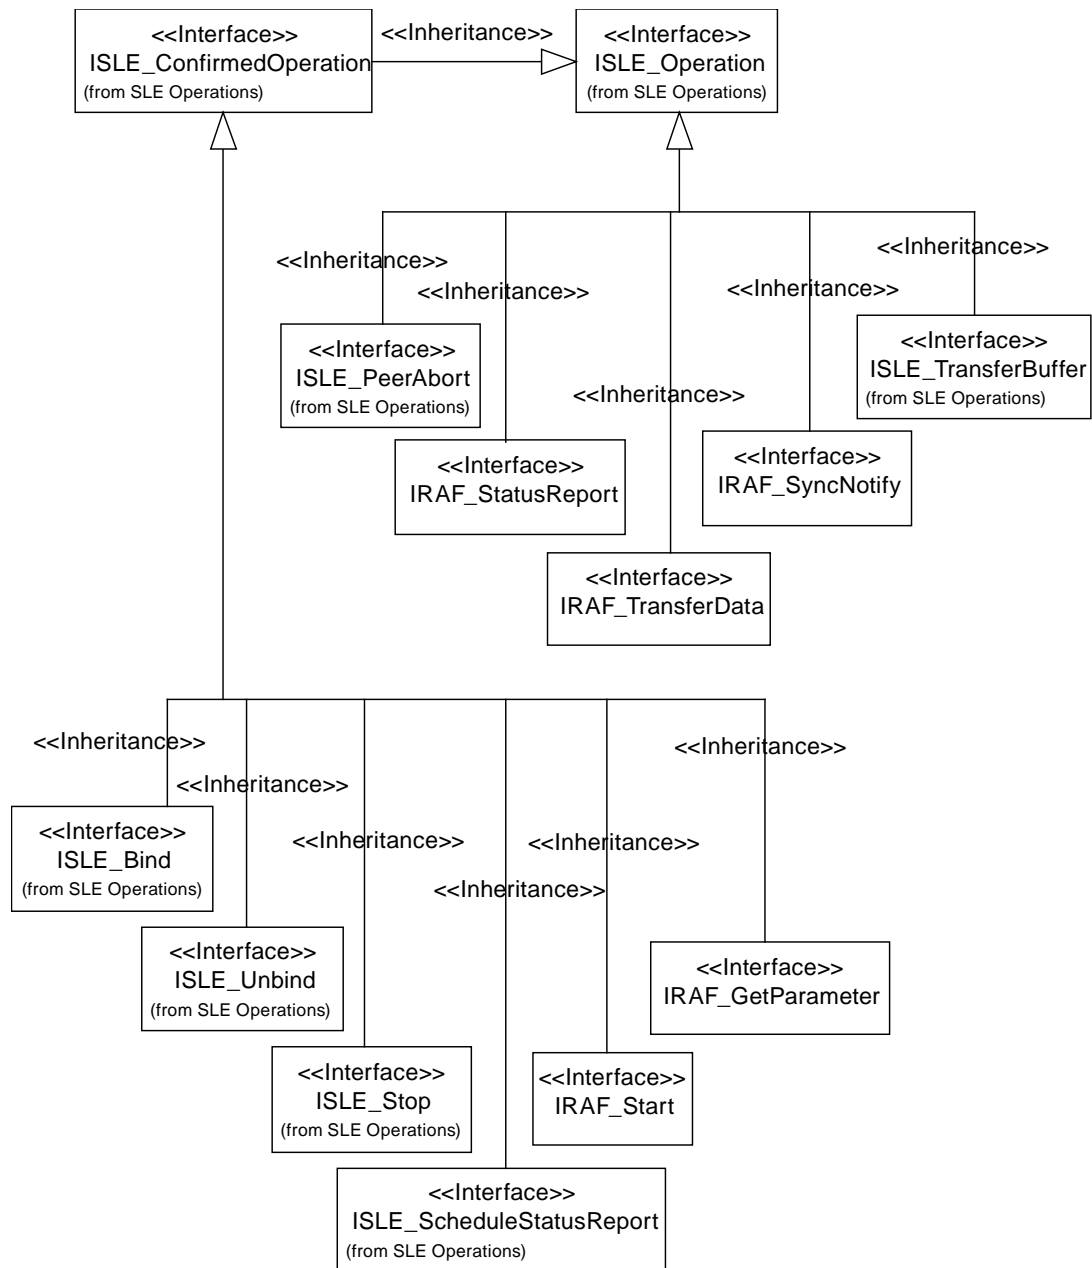 <<Interface>>
ISLE_ConfirmedOperation
(from SLE Operations)
<<Inheritance>>
<<Interface>>
ISLE_Operation
(from SLE Operations)
<<Inheritance>>
<<Inheritance>>
<<Inheritance>>
<<Inheritance>>
<<Inheritance>>
<<Interface>>
ISLE_PeerAbort
(from SLE Operations)
<<Interface>>
ISLE_TransferBuffer
(from SLE Operations)
<<Interface>>
IRAF_StatusReport
<<Interface>>
IRAF_SyncNotify
<<Interface>>
IRAF_TransferData
<<Inheritance>>
<<Inheritance>>
<<Inheritance>>
<<Inheritance>>
<<Inheritance>>
<<Inheritance>>
<<Interface>>
ISLE_Bind
(from SLE Operations)
<<Interface>>
ISLE_Unbind
(from SLE Operations)
<<Interface>>
IRAF_GetParameter
<<Interface>>
ISLE_Stop
(from SLE Operations)
<<Interface>>
IRAF_Start
<<Interface>>
ISLE_ScheduleStatusReport
(from SLE Operations)